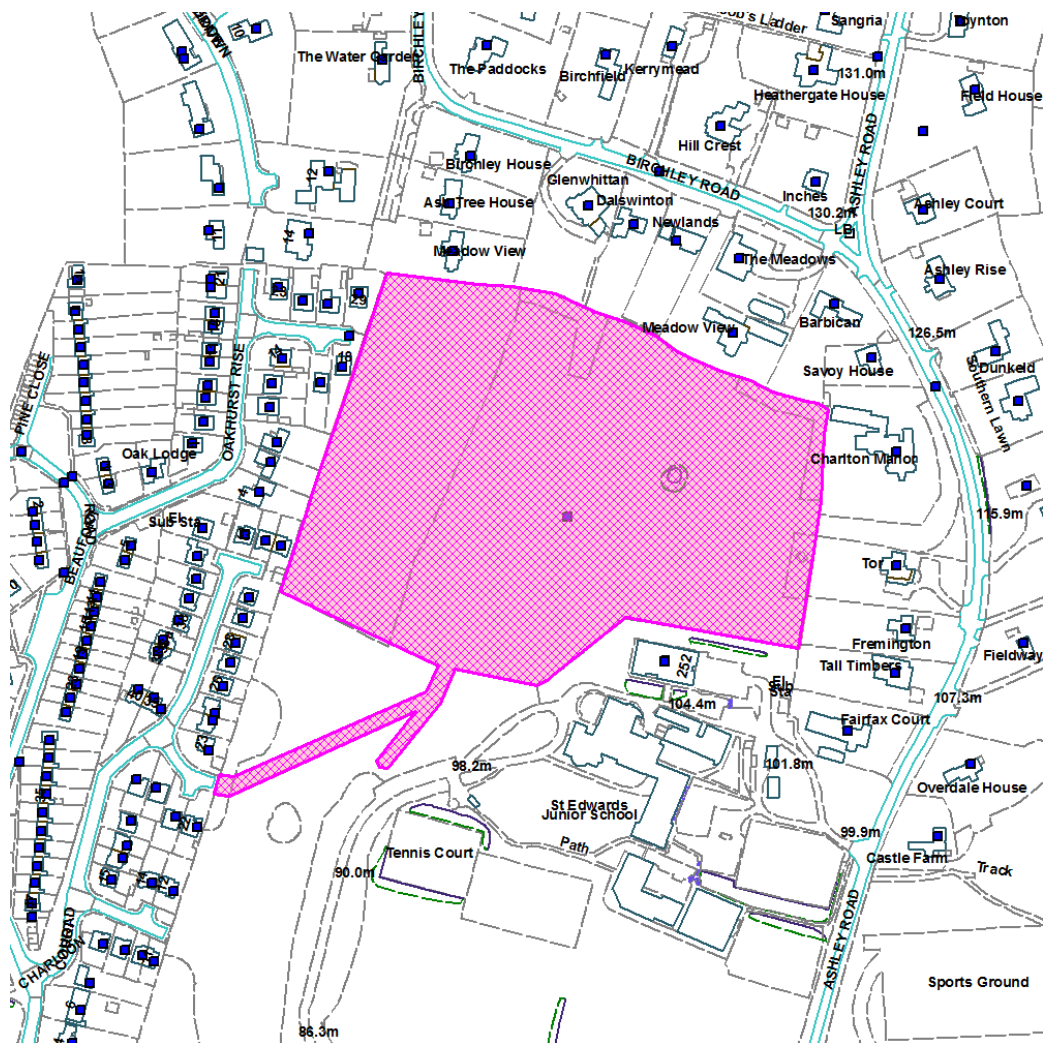 Sangria
131.0m
The Water Garden
The Paddocks
Birchfield
Kerrymead
Heathergate House
Field House
10
BIRCHLEY ROAD
Hill Crest
ASHLEY ROAD
Birchley House
12
Glenwhittan
Inches
Ash Tree House
Dalswinton
130.2m
Ashley Court
11
14
Newlands
LB
Meadow View
The Meadows
Ashley Rise
21
Meadow View
Barbican
126.5m
PINE CLOSE
OAKHURST RISE
Savoy House
Dunkeld
Southern Lawn
Oak Lodge
Charlton Manor
El
Sub Sta
115.9m
Tor
Fremington
Fieldway
252
Tall Timbers
El
Sub
Sta
104.4m
107.3m
Fairfax Court
23
98.2m
101.8m
Overdale House
St Edwards
Junior School
99.9m
Path
Tennis Court
Castle Farm
Track
90.0m
ASHLEY ROAD
Sports Ground
86.3m